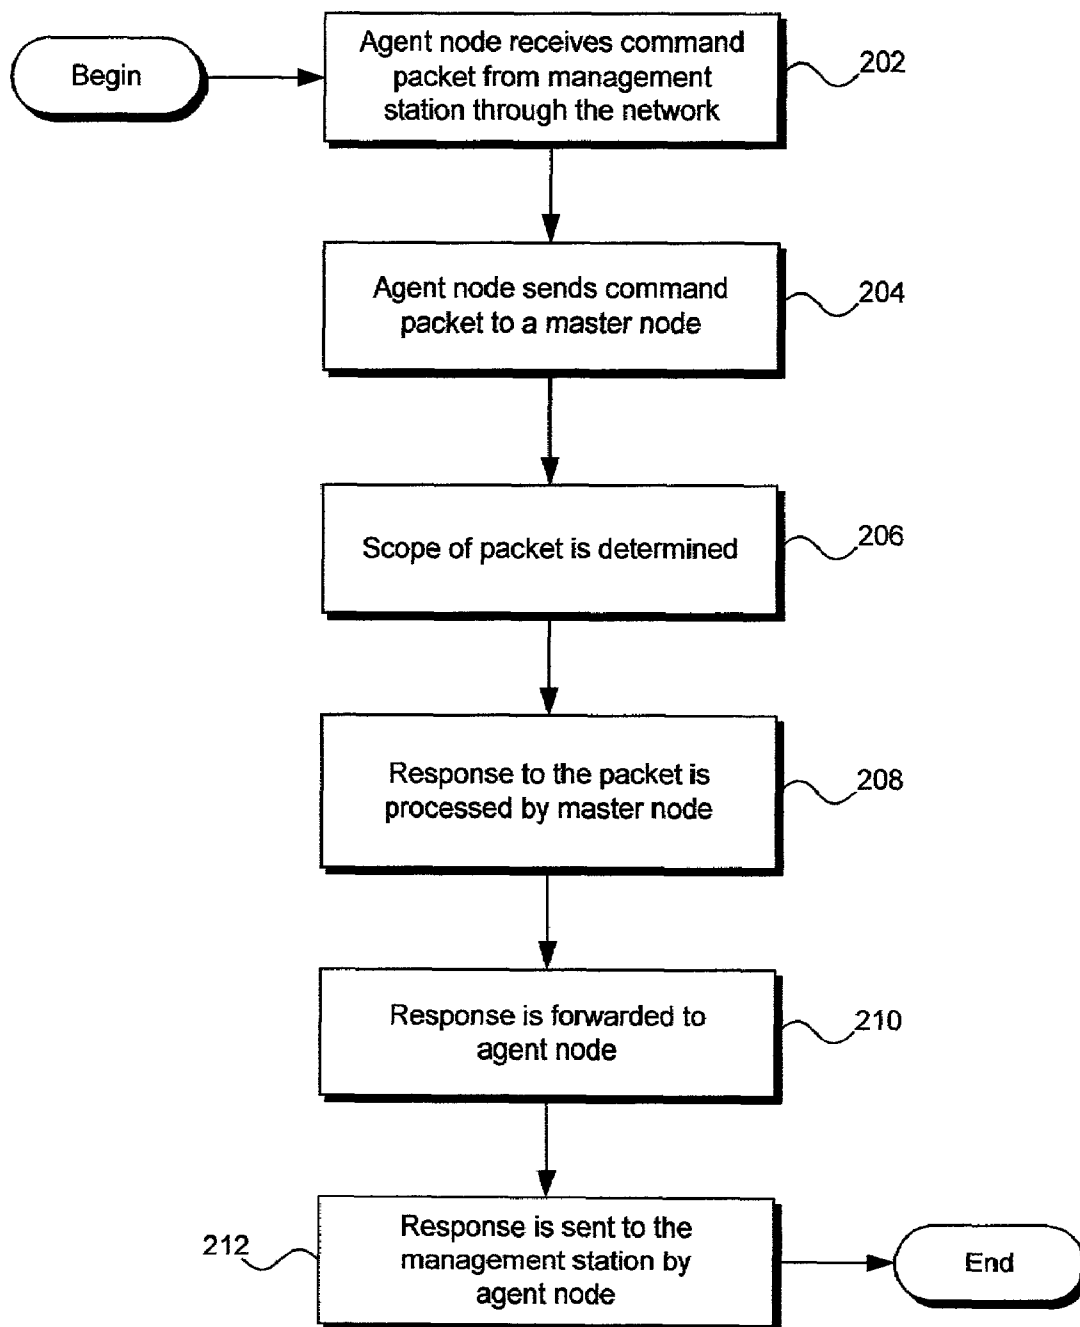 Begin
Agent node receives command
packet from management
station through the network
202
Agent node sends command
packet to a master node
204
Scope of packet is determined
206
Response to the packet is
processed by master node
208
Response is forwarded to
agent node
210
212
Response is sent to the
management station by
agent node
End